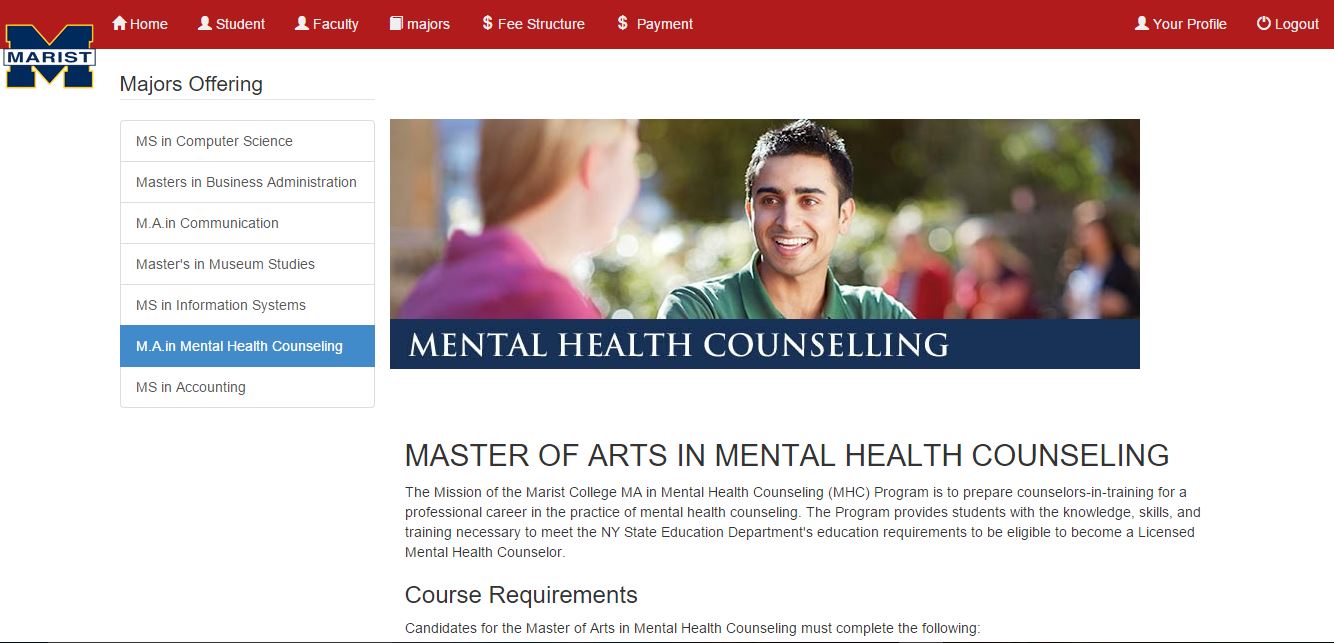 Home Student Faculty majors Fee Structure Payment Your Profile Logout
MARIST
Majors Offering
MS in Computer Science
Masters in Business Administration
M.A.in Communication
Master's in Museum Studies
MS in Information Systems
M.A.in Mental Health Counseling
MS in Accounting
MENTAL HEALTH COUNSELLING
MASTER OF ARTS IN MENTAL HEALTH COUNSELING
The Mission of the Marist College MA in Mental Health Counseling (MHC) Program is to prepare counselors-in-training for a
professional career in the practice of mental health counseling. The Program provides students with the knowledge, skills, and
training necessary to meet the NY State Education Department's education requirements to be eligible to become a Licensed
Mental Health Counselor.
Course Requirements
Candidates for the Master of Arts in Mental Health Counseling must complete the following: